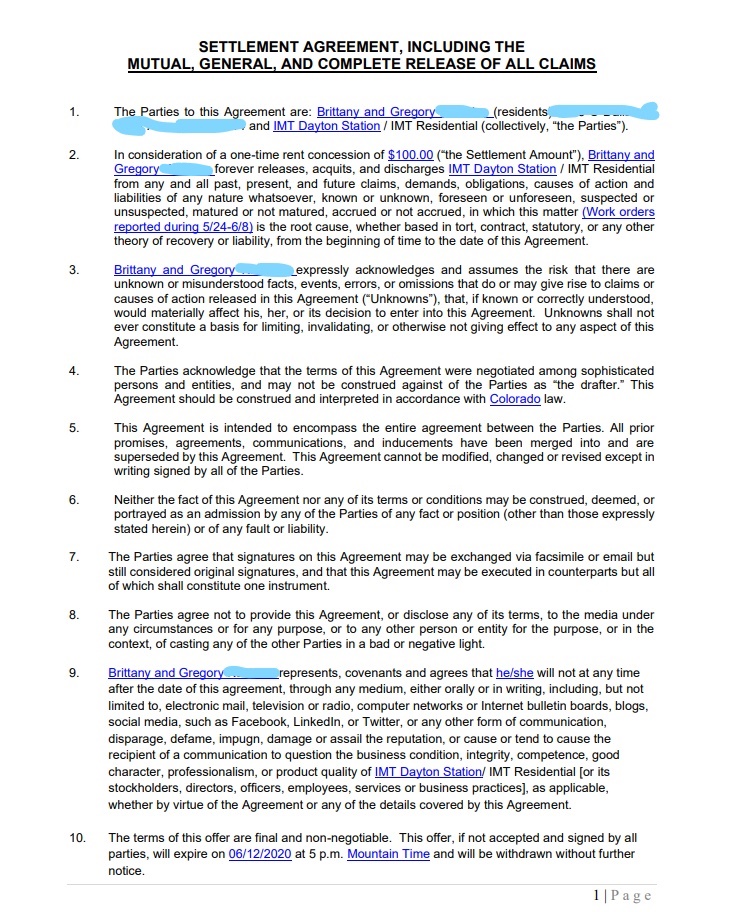 SETTLEMENT AGREEMENT, INCLUDING THE
MUTUAL, GENERAL, AND COMPLETE RELEASE OF ALL CLAIMS
1. The Parties to this Agreement are: Brittany and Gregory (residents,
and IMT Dayton Station / IMT Residential (collectively, “the Parties”).
2. In consideration of a one-time rent concession of $100.00 (“the Settlement Amount”), Brittany and
Gregory forever releases, acquits, and discharges IMT Dayton Station / IMT Residential
from any and all past, present, and future claims, demands, obligations, causes of action and
liabilities of any nature whatsoever, known or unknown, foreseen or unforeseen, suspected or
unsuspected, matured or not matured, accrued or not accrued, in which this matter (Work orders
reported during 5/24-6/8) is the root cause, whether based in tort, contract, statutory, or any other
theory of recovery or liability, from the beginning of time to the date of this Agreement.
3. Brittany and Gregory expressly acknowledges and assumes the risk that there are
unknown or misunderstood facts, events, errors, or omissions that do or may give rise to claims or
causes of action released in this Agreement (“Unknowns”), that, if known or correctly understood,
would materially affect his, her, or its decision to enter into this Agreement. Unknowns shall not
ever constitute a basis for limiting, invalidating, or otherwise not giving effect to any aspect of this
Agreement.
4. The Parties acknowledge that the terms of this Agreement were negotiated among sophisticated
persons and entities, and may not be construed against of the Parties as “the drafter.” This
Agreement should be construed and interpreted in accordance with Colorado law.
5. This Agreement is intended to encompass the entire agreement between the Parties. All prior
promises, agreements, communications, and inducements have been merged into and are
superseded by this Agreement. This Agreement cannot be modified, changed or revised except in
writing signed by all of the Parties.
6. Neither the fact of this Agreement nor any of its terms or conditions may be construed, deemed, or
portrayed as an admission by any of the Parties of any fact or position (other than those expressly
stated herein) or of any fault or liability.
7. The Parties agree that signatures on this Agreement may be exchanged via facsimile or email but
still considered original signatures, and that this Agreement may be executed in counterparts but all
of which shall constitute one instrument.
8. The Parties agree not to provide this Agreement, or disclose any of its terms, to the media under
any circumstances or for any purpose, or to any other person or entity for the purpose, or in the
context, of casting any of the other Parties in a bad or negative light.
9. Brittany and Gregory represents, covenants and agrees that he/she will not at any time
after the date of this agreement, through any medium, either orally or in writing, including, but not
limited to, electronic mail, television or radio, computer networks or Internet bulletin boards, blogs,
social media, such as Facebook, LinkedIn, or Twitter, or any other form of communication,
disparage, defame, impugn, damage or assail the reputation, or cause or tend to cause the
recipient of a communication to question the business condition, integrity, competence, good
character, professionalism, or product quality of IMT Dayton Station/ IMT Residential [or its
stockholders, directors, officers, employees, services or business practices], as applicable,
whether by virtue of the Agreement or any of the details covered by this Agreement.
10. The terms of this offer are final and non-negotiable. This offer, if not accepted and signed by all
parties, will expire on 06/12/2020 at 5 p.m. Mountain Time and will be withdrawn without further
notice.
1 | Page